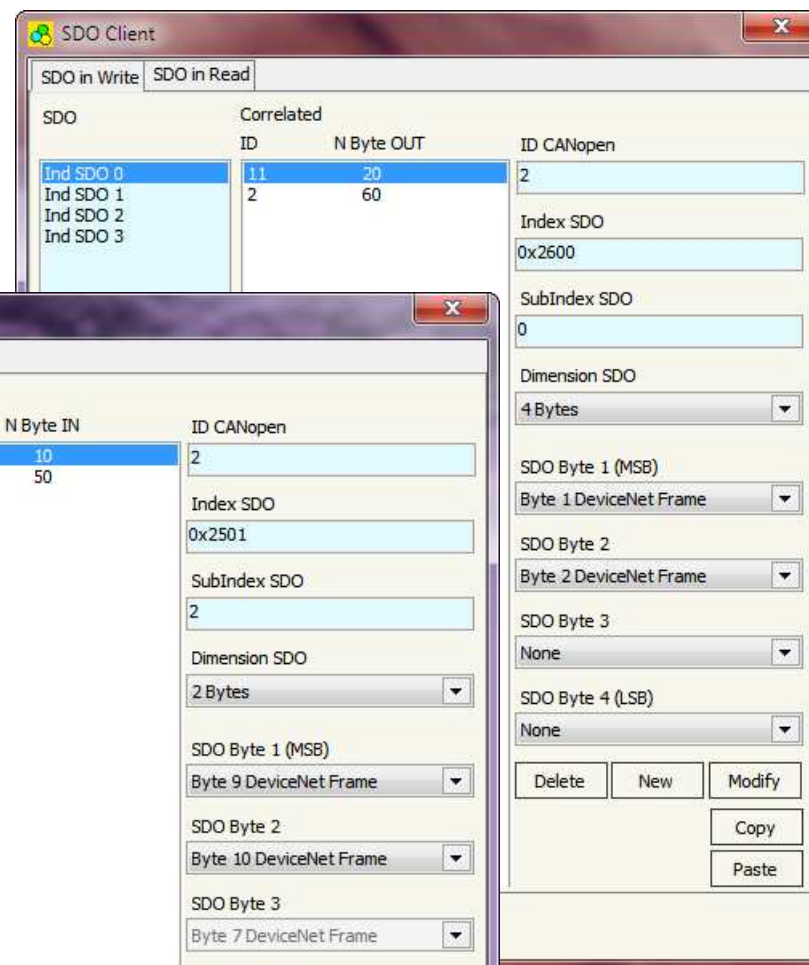 SDO Client
SDO in Write
SDO in Read
SDO
Correlated
ID
N Byte OUT
Ind SDO 0
Ind SDO 1
Ind SDO 2
Ind SDO 3
11 20
2 60
ID CANopen
2
Index SDO
0x2600
SubIndex SDO
0
Dimension SDO
4 Bytes
SDO Byte 1 (MSB)
Byte 1 DeviceNet Frame
SDO Byte 2
Byte 2 DeviceNet Frame
SDO Byte 3
None
SDO Byte 4 (LSB)
None
Delete
New
Modify
Copy
Paste
N Byte IN
10
50
ID CANopen
2
Index SDO
0x2501
SubIndex SDO
2
Dimension SDO
2 Bytes
SDO Byte 1 (MSB)
Byte 9 DeviceNet Frame
SDO Byte 2
Byte 10 DeviceNet Frame
SDO Byte 3
Byte 7 DeviceNet Frame